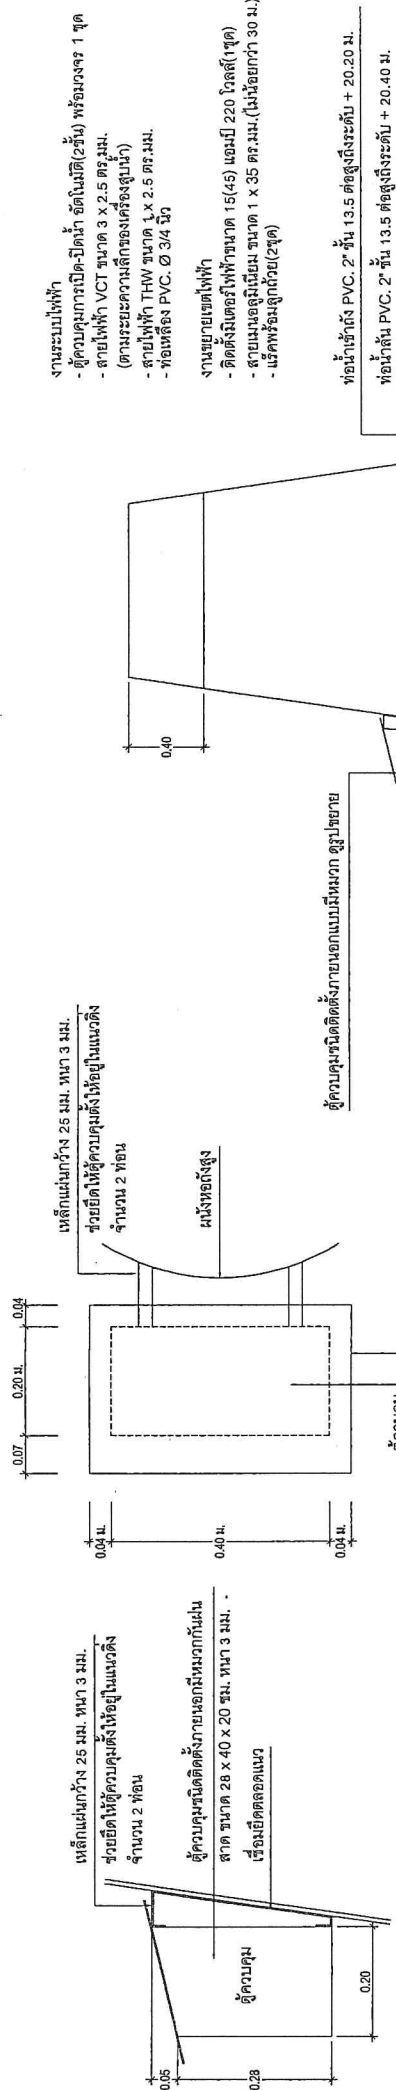 งานระบบไฟฟ้า
- ตู้ควบคุมการเปิด-ปิดน้ำ อัตโนมัติ(2ชั้น) พร้อมวงจร 1 ชุด
- สายไฟฟ้า VCT ขนาด 3 x 2.5 ตร.มม.
(ตามระยะความลึกของเครื่องสูบน้ำ)
- สายไฟฟ้า THW ขนาด 1 x 2.5 ตร.มม.
- ท่อเหลือง PVC. Ø 3/4 นิ้ว
งานขยายเขตไฟฟ้า
- ติดตั้งมิเตอร์ไฟฟ้าขนาด 15(45) แอมป์ 220 โวลล์(1ชุด)
- สายเมนอลูมิเนียม ขนาด 1 x 35 ตร.มม.(ไม่น้อยกว่า 30 ม.)
- แร็คพร้อมลูกถ้วย(2ชุด)
ท่อน้ำเข้าถัง PVC. 2" ชั้น 13.5 ต่อสูงถึงระดับ + 20.20 ม.
ท่อน้ำล้น PVC. 2" ชั้น 13.5 ต่อสูงถึงระดับ + 20.40 ม.
0.40
ตู้ควบคุมชนิดติดตั้งภายนอกแบบมีหมวก ดูรูปขยาย
เหล็กแผ่นกว้าง 25 มม. หนา 3 มม.
ช่วยยึดให้ตู้ควบคุมตั้งให้อยู่ในแนวดิ่ง
จำนวน 2 ท่อน
ผนังหอถังสูง
0.07
0.20 ม.
0.04
0.04 ม.
0.40 ม.
0.04 ม.
เหล็กแผ่นกว้าง 25 มม. หนา 3 มม.
ช่วยยึดให้ตู้ควบคุมตั้งให้อยู่ในแนวดิ่ง
จำนวน 2 ท่อน
ตู้ควบคุมชนิดติดตั้งภายนอกมีหมวกกันฝน
สาด ขนาด 28 x 40 x 20 ซม. หนา 3 มม. -
เชื่อมยึดตลอดแนว
ตู้ควบคุม
0.05
0.28
0.20